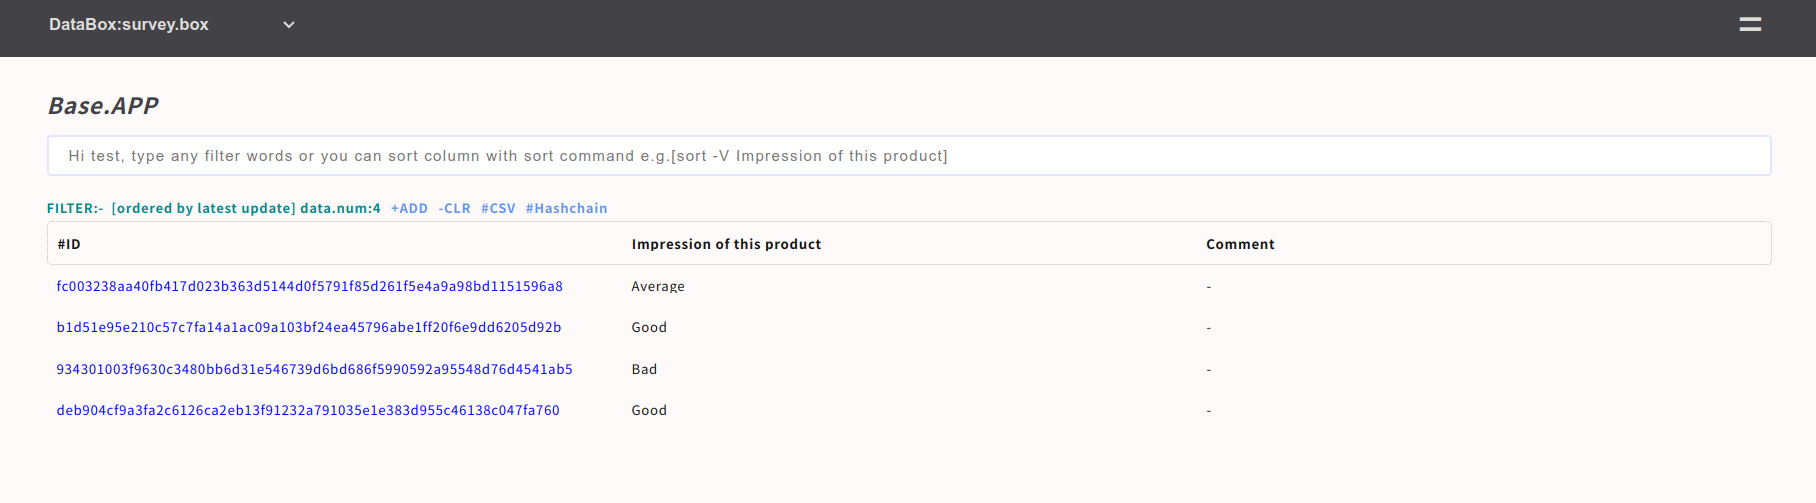 DataBox:survey.box
Base.APP
Hi test, type any filter words or you can sort column with sort command e.g.[sort -V Impression of this product]
FILTER:- [ordered by latest update] data.num:4 +ADD -CLR #CSV #Hashchain
#ID Impression of this product Comment
fc003238aa40fb417d023b363d5144d0f5791f85d261f5e4a9a98bd1151596a8 Average -
b1d51e95e210c57c7fa14a1ac09a103bf24ea45796abe1ff20f6e9dd6205d92b Good -
934301003f9630c3480bb6d31e546739d6bd686f5990592a95548d76d4541ab5 Bad -
deb904cf9a3fa2c6126ca2eb13f91232a791035e1e383d955c46138c047fa760 Good -